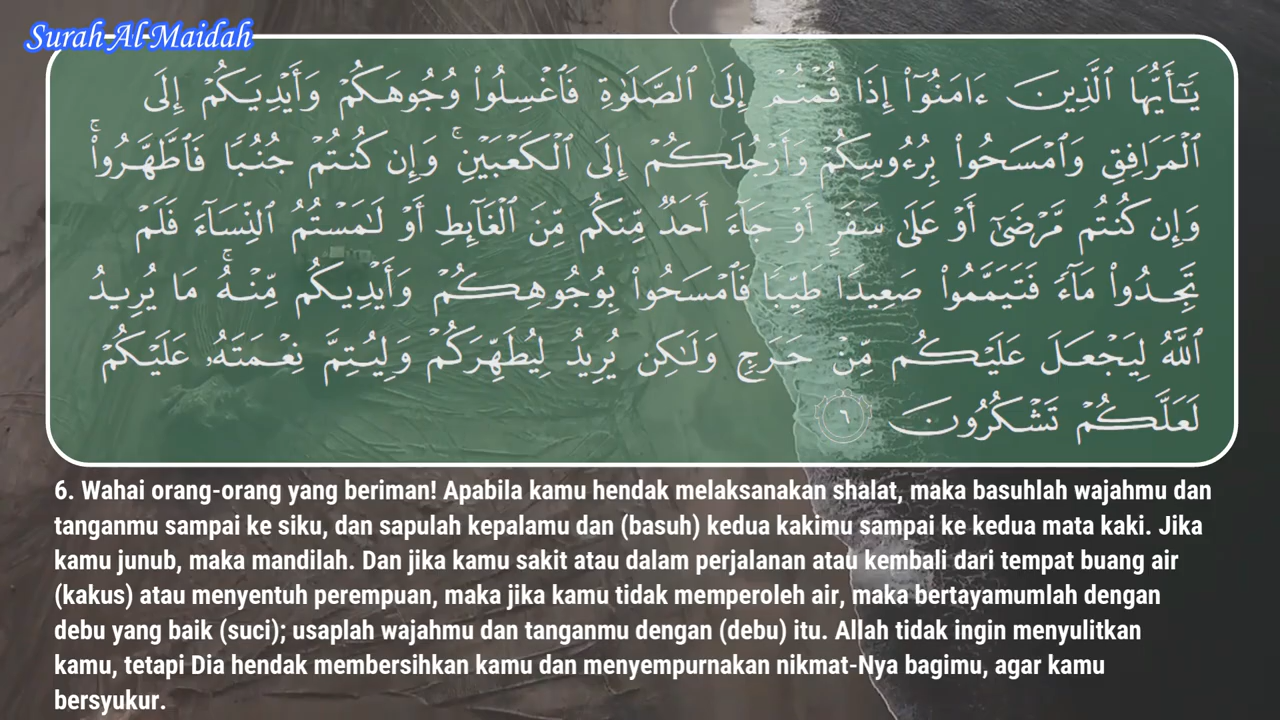 Surah Al-Maidah
يَـٰٓأَيُّهَا ٱلَّذِينَ ءَامَنُوٓا۟ إِذَا قُمْتُمْ إِلَى ٱلصَّلَوٰةِ فَٱغْسِلُوا۟ وُجُوهَكُمْ وَأَيْدِيَكُمْ إِلَى
ٱلْمَرَافِقِ وَٱمْسَحُوا۟ بِرُءُوسِكُمْ وَأَرْجُلَكُمْ إِلَى ٱلْكَعْبَيْنِ ۚ وَإِن كُنتُمْ جُنُبًا فَٱطَّهَّرُوا۟ ۚ
وَإِن كُنتُم مَّرْضَىٰٓ أَوْ عَلَىٰ سَفَرٍ أَوْ جَآءَ أَحَدٌ مِّنكُم مِّنَ ٱلْغَآئِطِ أَوْ لَـٰمَسْتُمُ ٱلنِّسَآءَ فَلَمْ
تَجِدُوا۟ مَآءً فَتَيَمَّمُوا۟ صَعِيدًا طَيِّبًا فَٱمْسَحُوا۟ بِوُجُوهِكُمْ وَأَيْدِيكُم مِّنْهُ ۚ مَا يُرِيدُ
ٱللَّهُ لِيَجْعَلَ عَلَيْكُم مِّنْ حَرَجٍ وَلَـٰكِن يُرِيدُ لِيُطَهِّرَكُمْ وَلِيُتِمَّ نِعْمَتَهُۥ عَلَيْكُمْ
لَعَلَّكُمْ تَشْكُرُونَ ٦
6. Wahai orang-orang yang beriman! Apabila kamu hendak melaksanakan shalat, maka basuhlah wajahmu dan
tanganmu sampai ke siku, dan sapulah kepalamu dan (basuh) kedua kakimu sampai ke kedua mata kaki. Jika
kamu junub, maka mandilah. Dan jika kamu sakit atau dalam perjalanan atau kembali dari tempat buang air
(kakus) atau menyentuh perempuan, maka jika kamu tidak memperoleh air, maka bertayamumlah dengan
debu yang baik (suci); usaplah wajahmu dan tanganmu dengan (debu) itu. Allah tidak ingin menyulitkan
kamu, tetapi Dia hendak membersihkan kamu dan menyempurnakan nikmat-Nya bagimu, agar kamu
bersyukur.